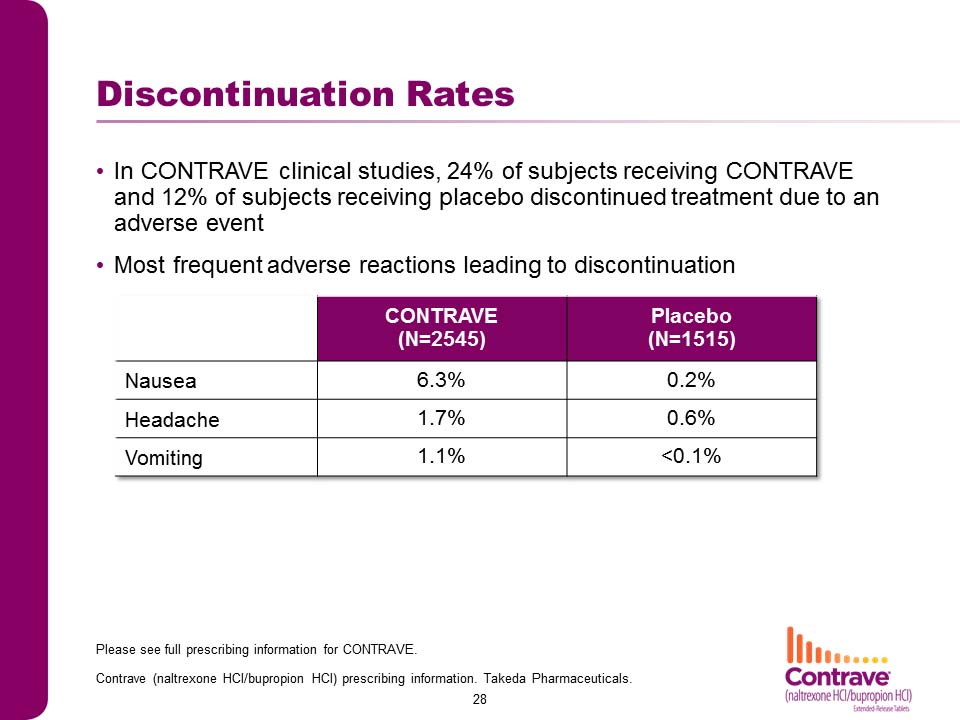 Discontinuation Rates
• In CONTRAVE clinical studies, 24% of subjects receiving CONTRAVE
and 12% of subjects receiving placebo discontinued treatment due to an
adverse event
• Most frequent adverse reactions leading to discontinuation
CONTRAVE
(N=2545)
Placebo
(N=1515)
Nausea 6.3% 0.2%
Headache 1.7% 0.6%
Vomiting 1.1% <0.1%
Please see full prescribing information for CONTRAVE.
Contrave (naltrexone HCl/bupropion HCl) prescribing information. Takeda Pharmaceuticals.
28
Contrave®
(naltrexone HCl/bupropion HCl)
Extended-Release Tablets